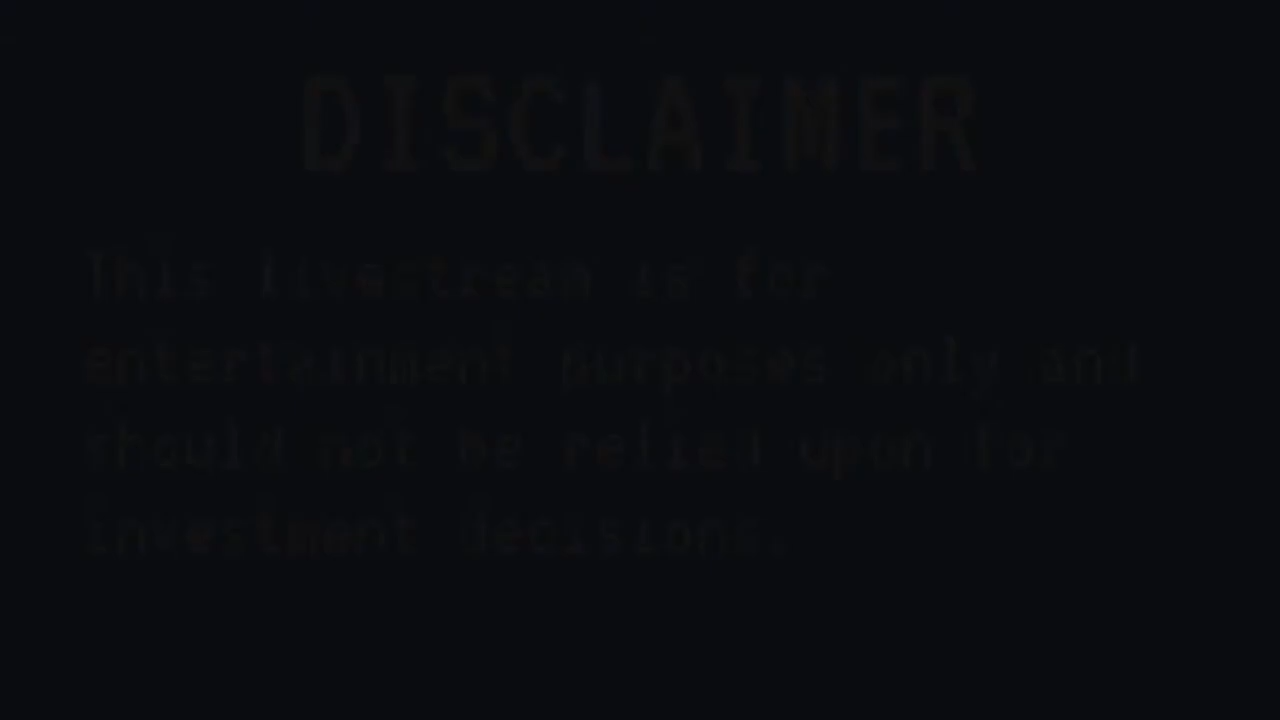 DISCLAIMER
This livestream is for
entertainment purposes only and
should not be relied upon for
investment decisions.